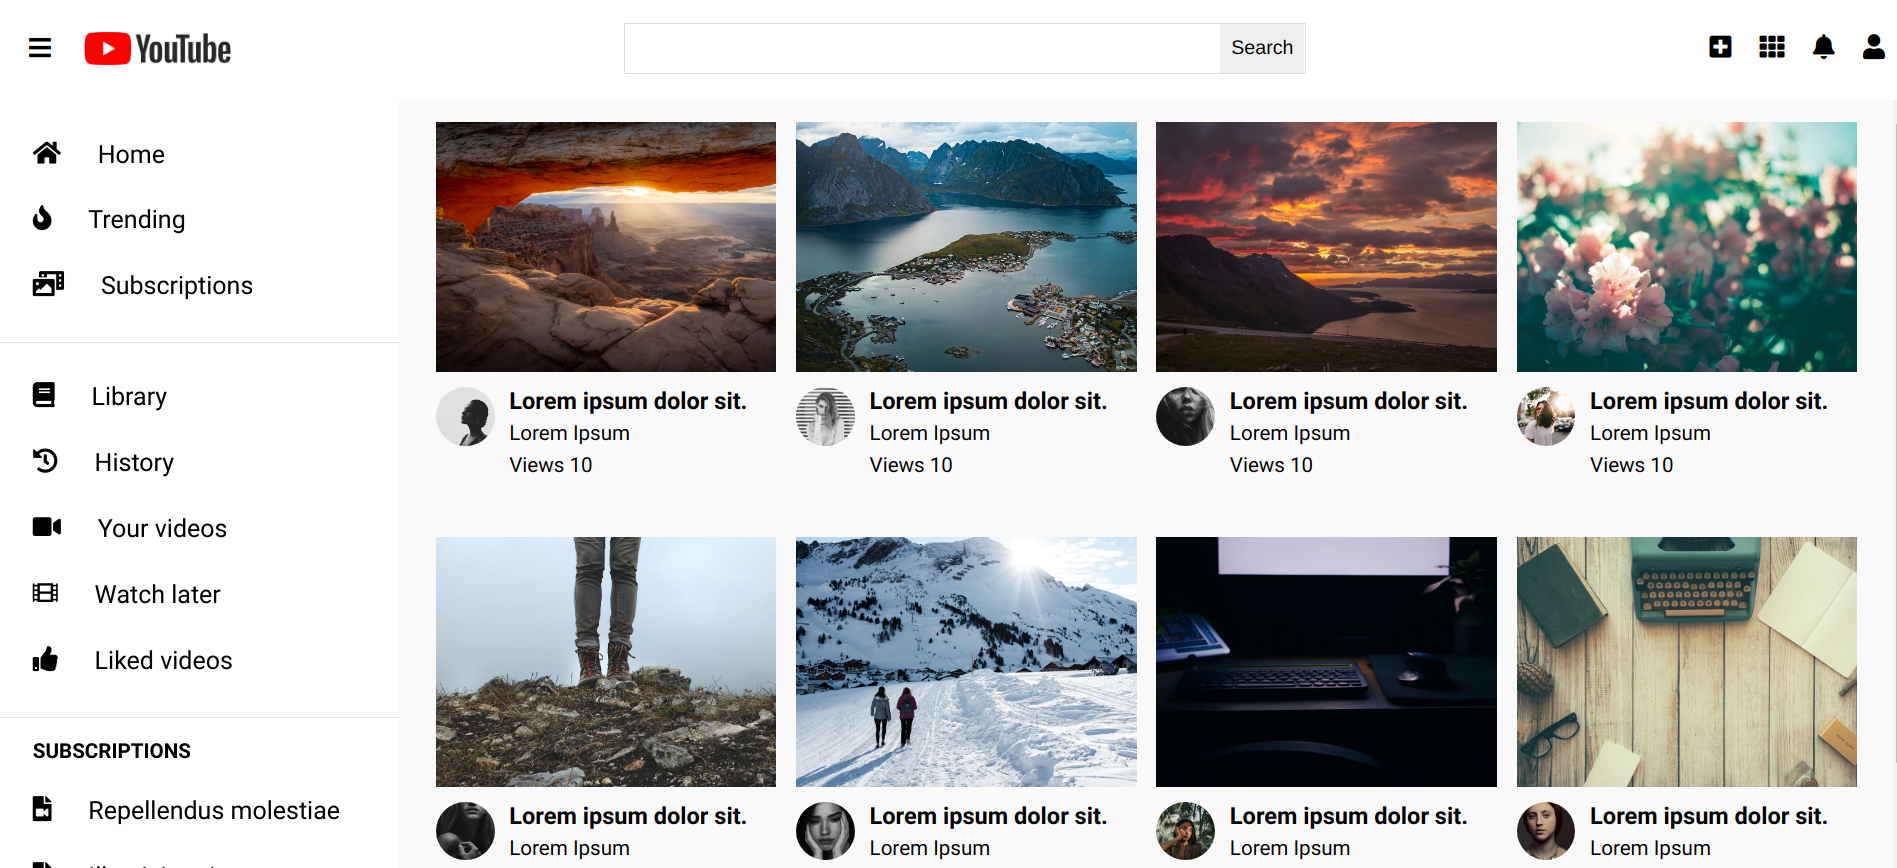 YouTube
Search
Home
Trending
Subscriptions
Library
History
Your videos
Watch later
Liked videos
SUBSCRIPTIONS
Repellendus molestiae
Lorem ipsum dolor sit.
Lorem Ipsum
Views 10
Lorem ipsum dolor sit.
Lorem Ipsum
Views 10
Lorem ipsum dolor sit.
Lorem Ipsum
Views 10
Lorem ipsum dolor sit.
Lorem Ipsum
Views 10
Lorem ipsum dolor sit.
Lorem Ipsum
Lorem ipsum dolor sit.
Lorem Ipsum
Lorem ipsum dolor sit.
Lorem Ipsum
Lorem ipsum dolor sit.
Lorem Ipsum